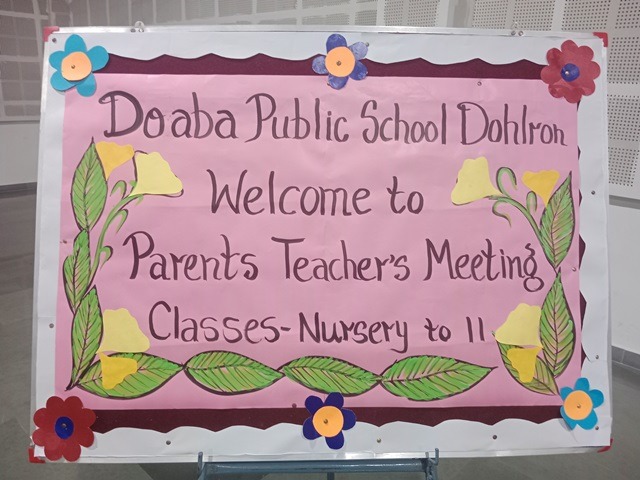 Doaba Public School Dohlron
Welcome to
Parents Teacher's Meeting
Classes-Nursery to 11